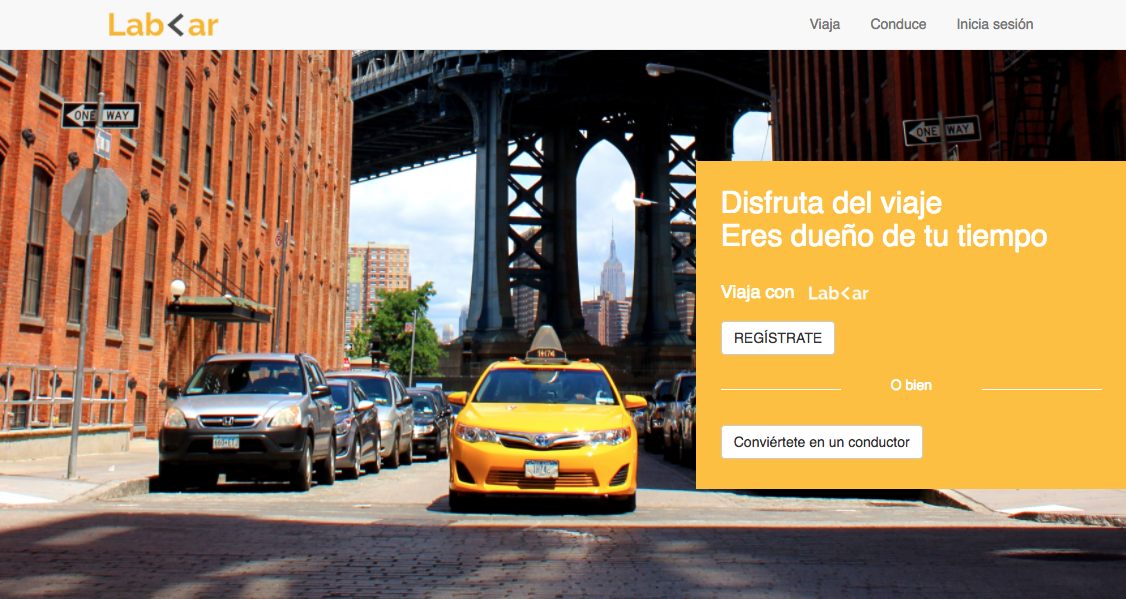 Lab<ar
Viaja
Conduce
Inicia sesión
ONE WAY
ONE WAY
Disfruta del viaje
Eres dueño de tu tiempo
Viaja con Lab<ar
REGÍSTRATE
O bien
Conviértete en un conductor